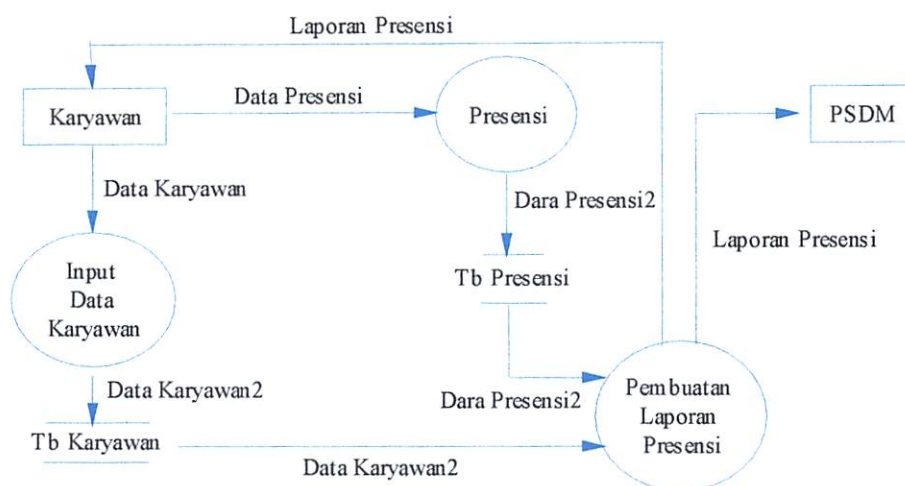 Laporan Presensi
Karyawan
Data Presensi
Presensi
PSDM
Data Karyawan
Dara Presensi2
Laporan Presensi
Input
Data
Karyawan
Tb Presensi
Data Karyawan2
Dara Presensi2
Pembuatan
Laporan
Presensi
Tb Karyawan
Data Karyawan2